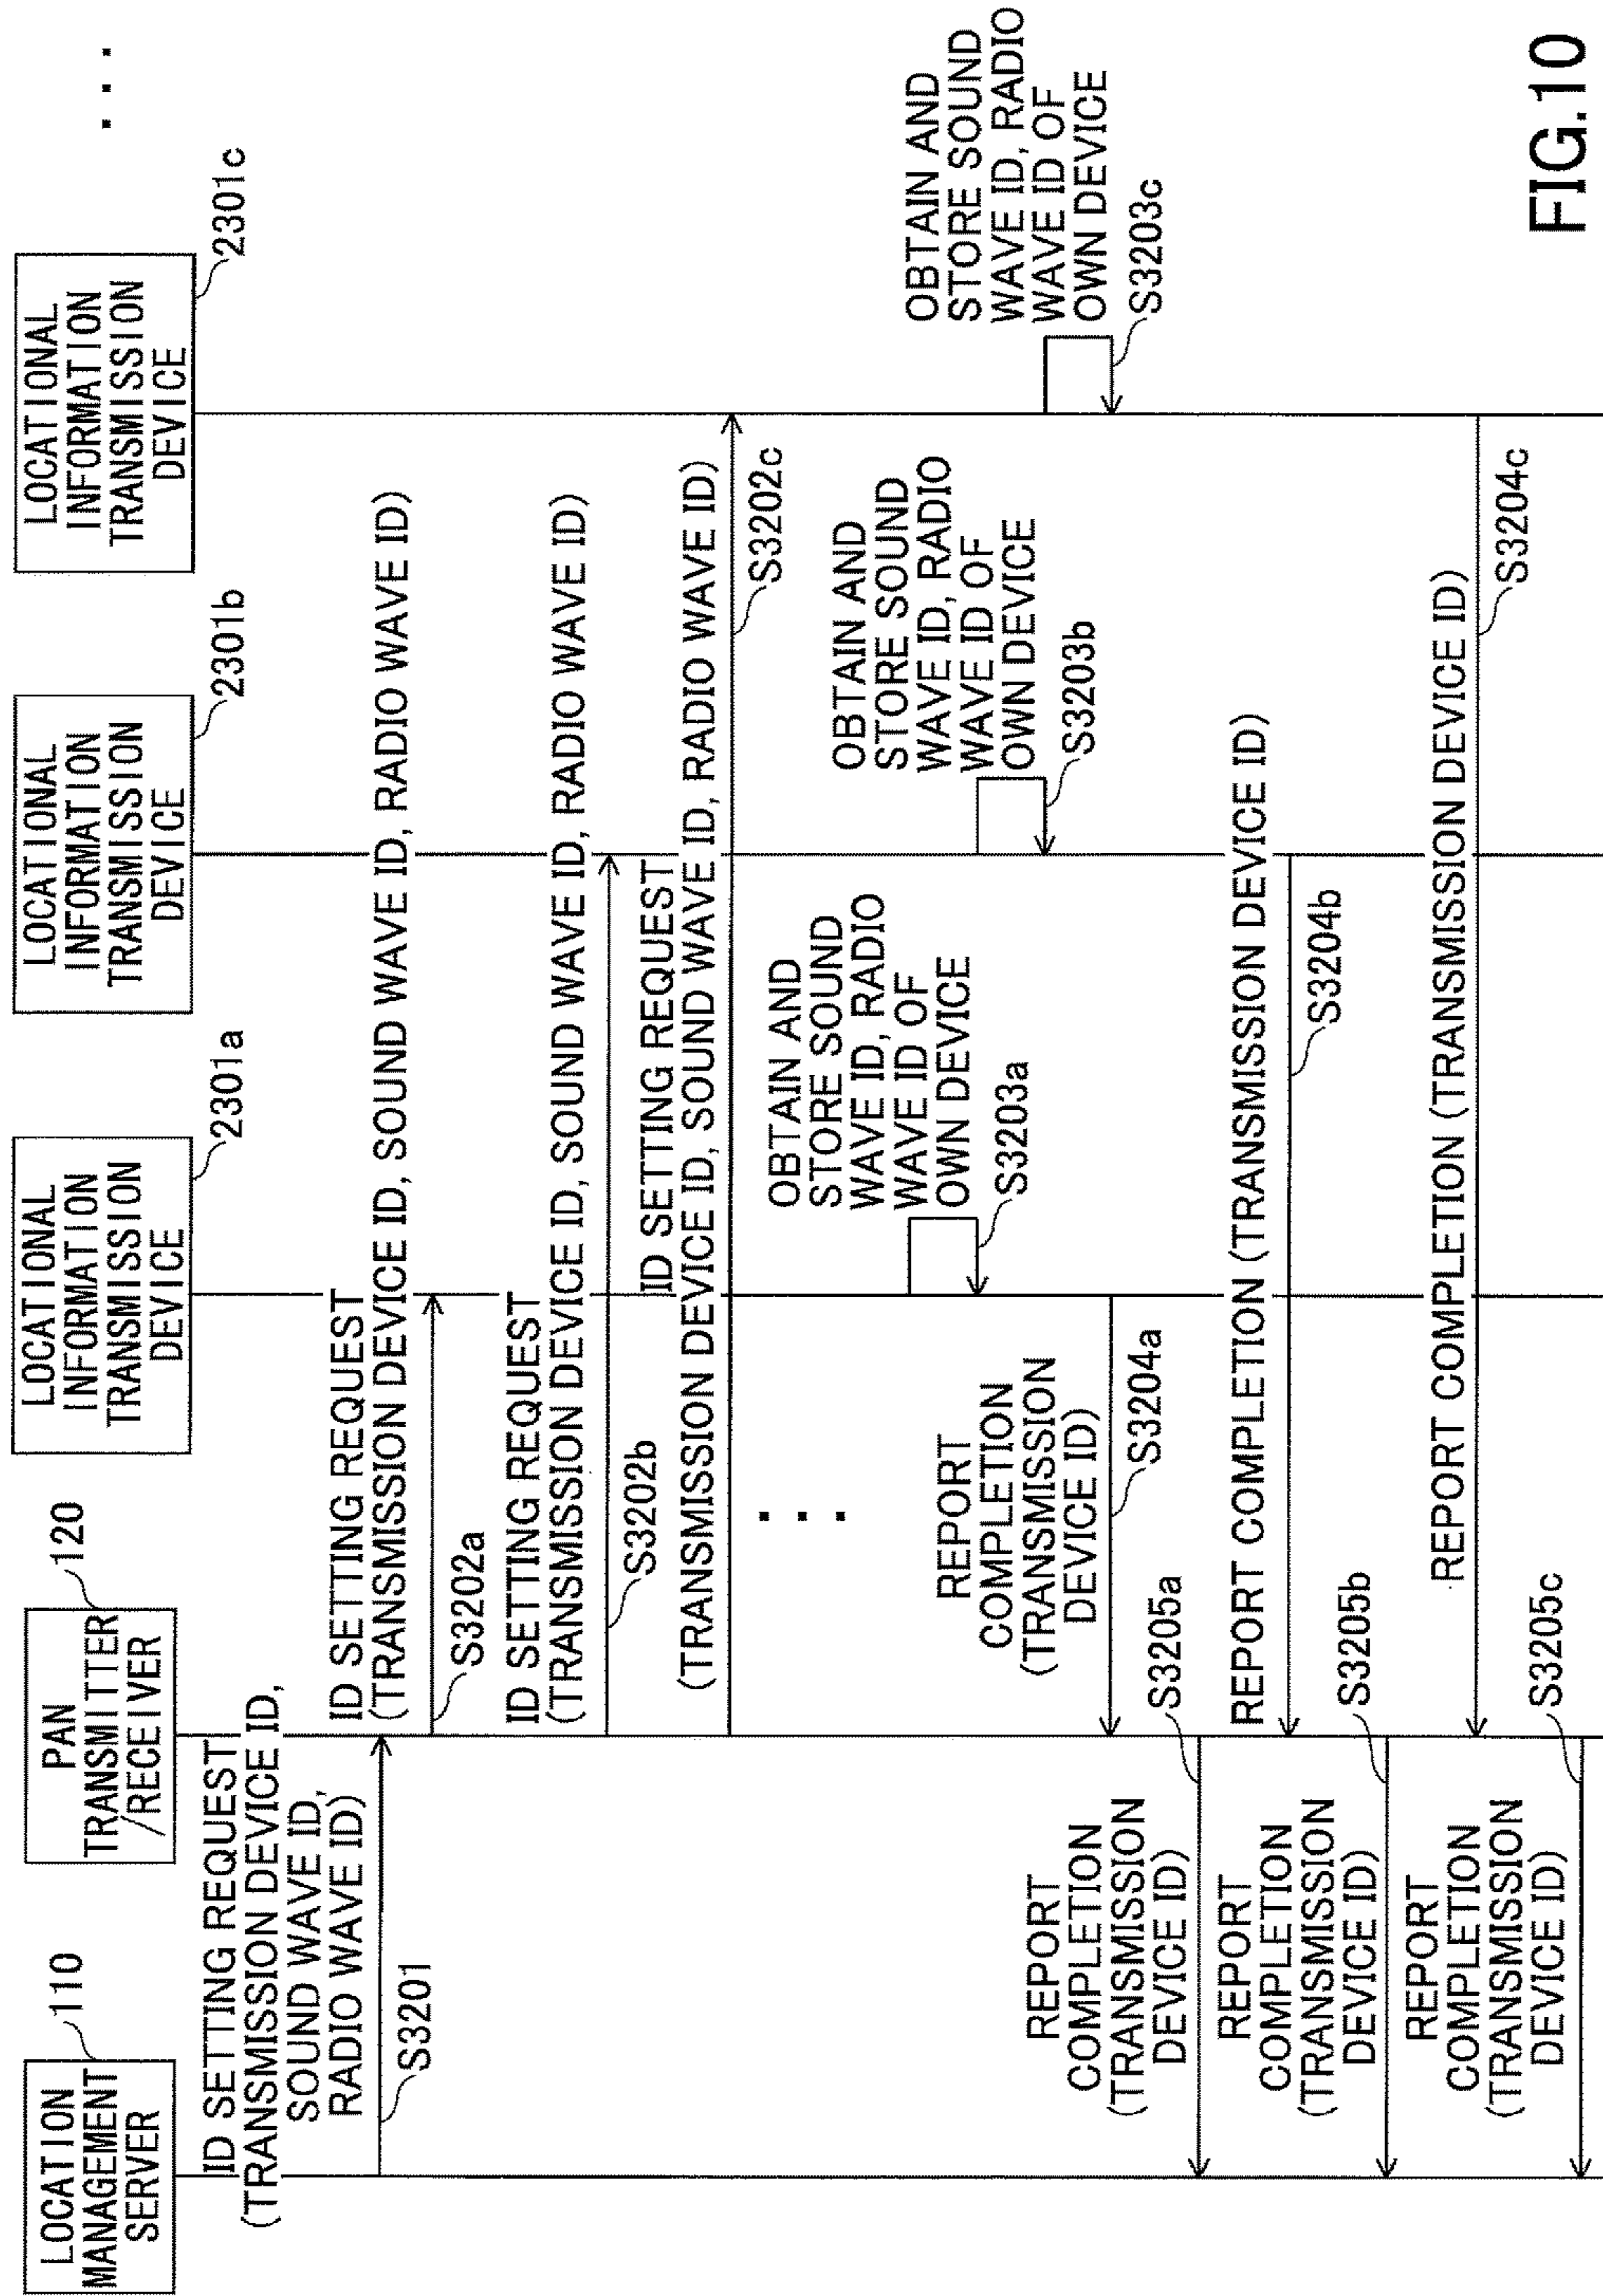 LOCATION
MANAGEMENT
SERVER
110
PAN
TRANSMITTER
/RECEIVER
120
LOCATIONAL
INFORMATION
TRANSMISSION
DEVICE
2301a
LOCATIONAL
INFORMATION
TRANSMISSION
DEVICE
2301b
LOCATIONAL
INFORMATION
TRANSMISSION
DEVICE
2301c
...
ID SETTING REQUEST
(TRANSMISSION DEVICE ID,
SOUND WAVE ID,
RADIO WAVE ID)
S3201
ID SETTING REQUEST
(TRANSMISSION DEVICE ID, SOUND WAVE ID, RADIO WAVE ID)
S3202a
ID SETTING REQUEST
(TRANSMISSION DEVICE ID, SOUND WAVE ID, RADIO WAVE ID)
S3202b
ID SETTING REQUEST
(TRANSMISSION DEVICE ID, SOUND WAVE ID, RADIO WAVE ID)
S3202c
...
OBTAIN AND
STORE SOUND
WAVE ID, RADIO
WAVE ID OF
OWN DEVICE
S3203a
OBTAIN AND
STORE SOUND
WAVE ID, RADIO
WAVE ID OF
OWN DEVICE
S3203b
OBTAIN AND
STORE SOUND
WAVE ID, RADIO
WAVE ID OF
OWN DEVICE
S3203c
REPORT
COMPLETION
(TRANSMISSION
DEVICE ID)
S3204a
REPORT
COMPLETION
(TRANSMISSION
DEVICE ID)
S3205a
REPORT COMPLETION (TRANSMISSION DEVICE ID)
S3204b
REPORT
COMPLETION
(TRANSMISSION
DEVICE ID)
S3205b
REPORT COMPLETION (TRANSMISSION DEVICE ID)
S3204c
REPORT
COMPLETION
(TRANSMISSION
DEVICE ID)
S3205c
FIG.10